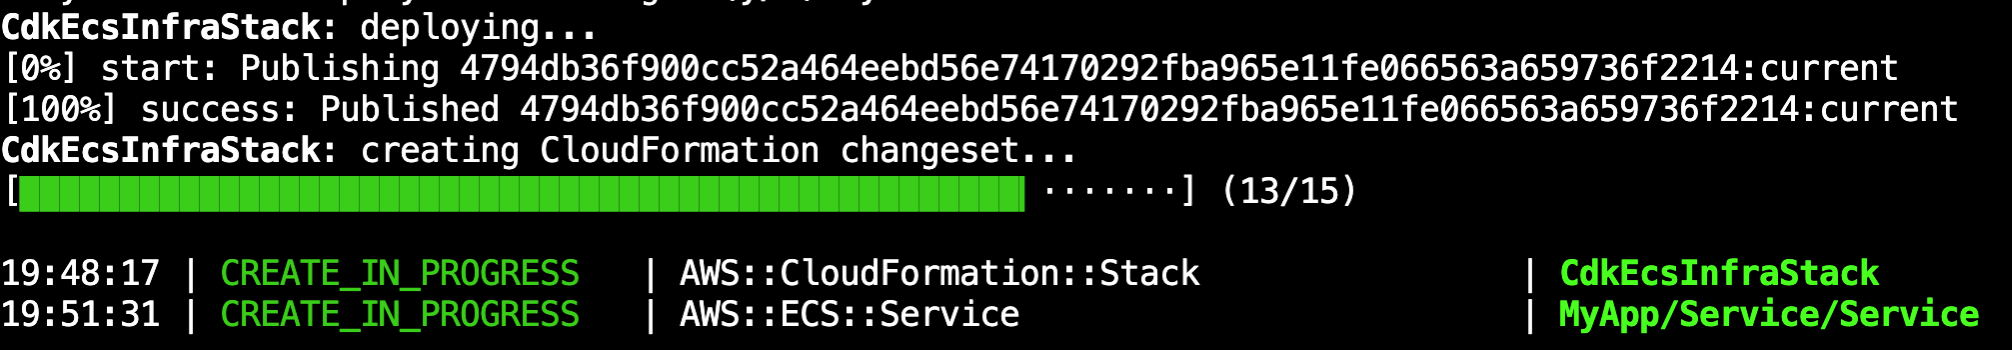 CdkEcsInfraStack: deploying...
[0%] start: Publishing 4794db36f900cc52a464eebd56e74170292fba965e11fe066563a659736f2214:current
[100%] success: Published 4794db36f900cc52a464eebd56e74170292fba965e11fe066563a659736f2214:current
CdkEcsInfraStack: creating CloudFormation changeset...
[██████████████████████████████████████████████████·······] (13/15)
19:48:17 | CREATE_IN_PROGRESS | AWS::CloudFormation::Stack | CdkEcsInfraStack
19:51:31 | CREATE_IN_PROGRESS | AWS::ECS::Service | MyApp/Service/Service